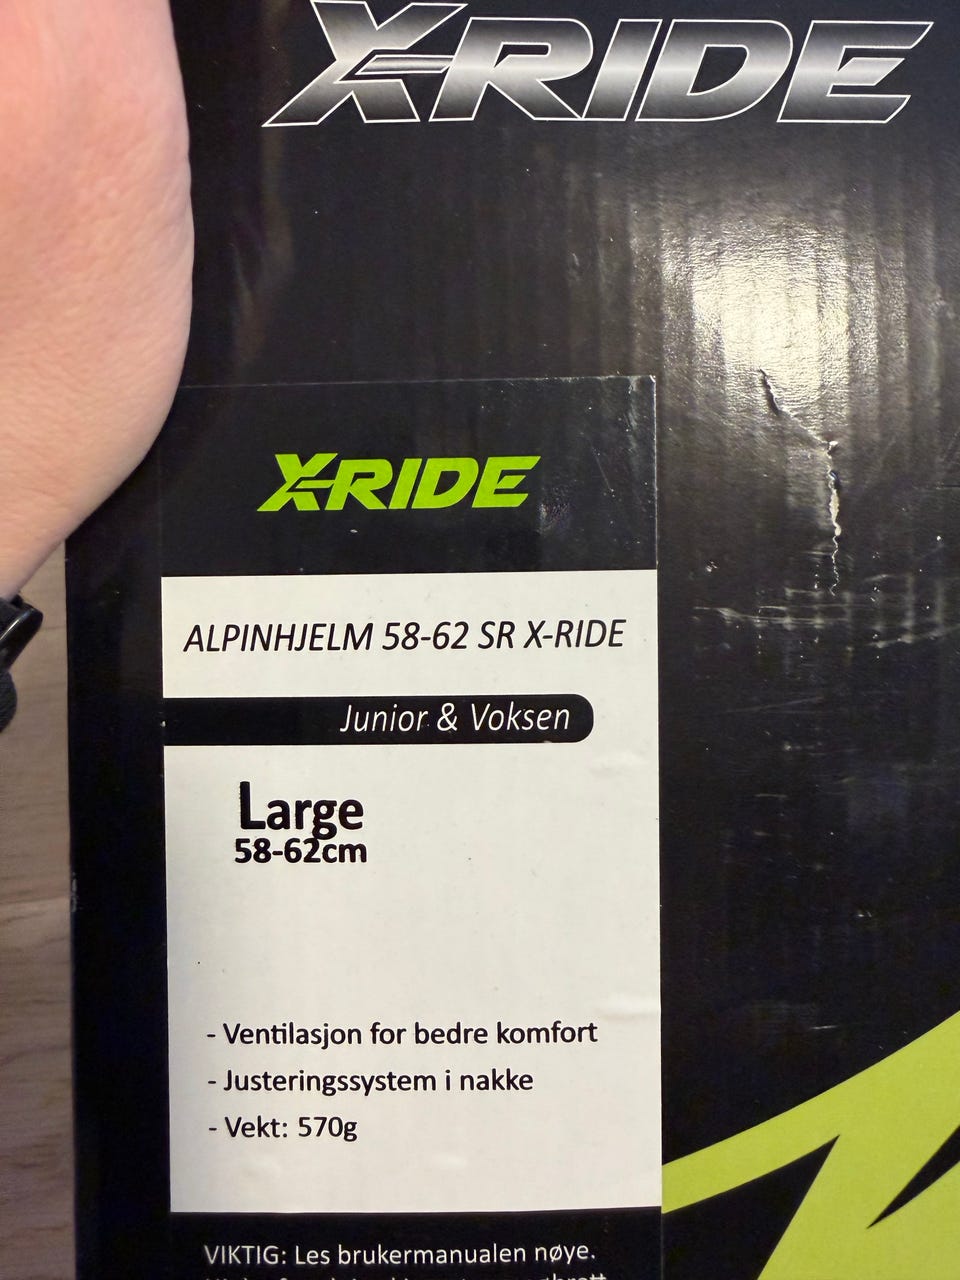 X-RIDE
X-RIDE
ALPINHJELM 58-62 SR X-RIDE
Junior & Voksen
Large
58-62cm
- Ventilasjon for bedre komfort
- Justeringssystem i nakke
- Vekt: 570g
VIKTIG: Les brukermanualen nøye.